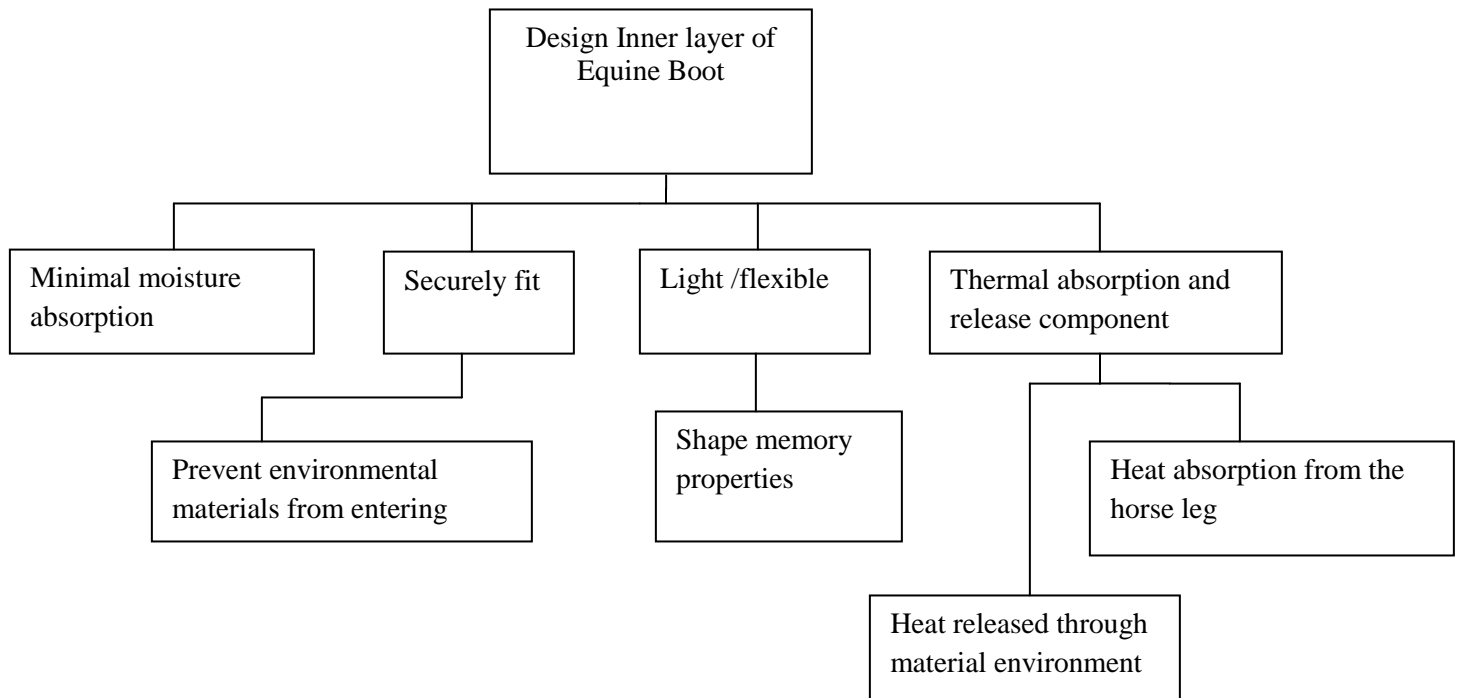 Design Inner layer of
Equine Boot
Minimal moisture
absorption
Securely fit
Light /flexible
Thermal absorption and
release component
Prevent environmental
materials from entering
Shape memory
properties
Heat absorption from the
horse leg
Heat released through
material environment